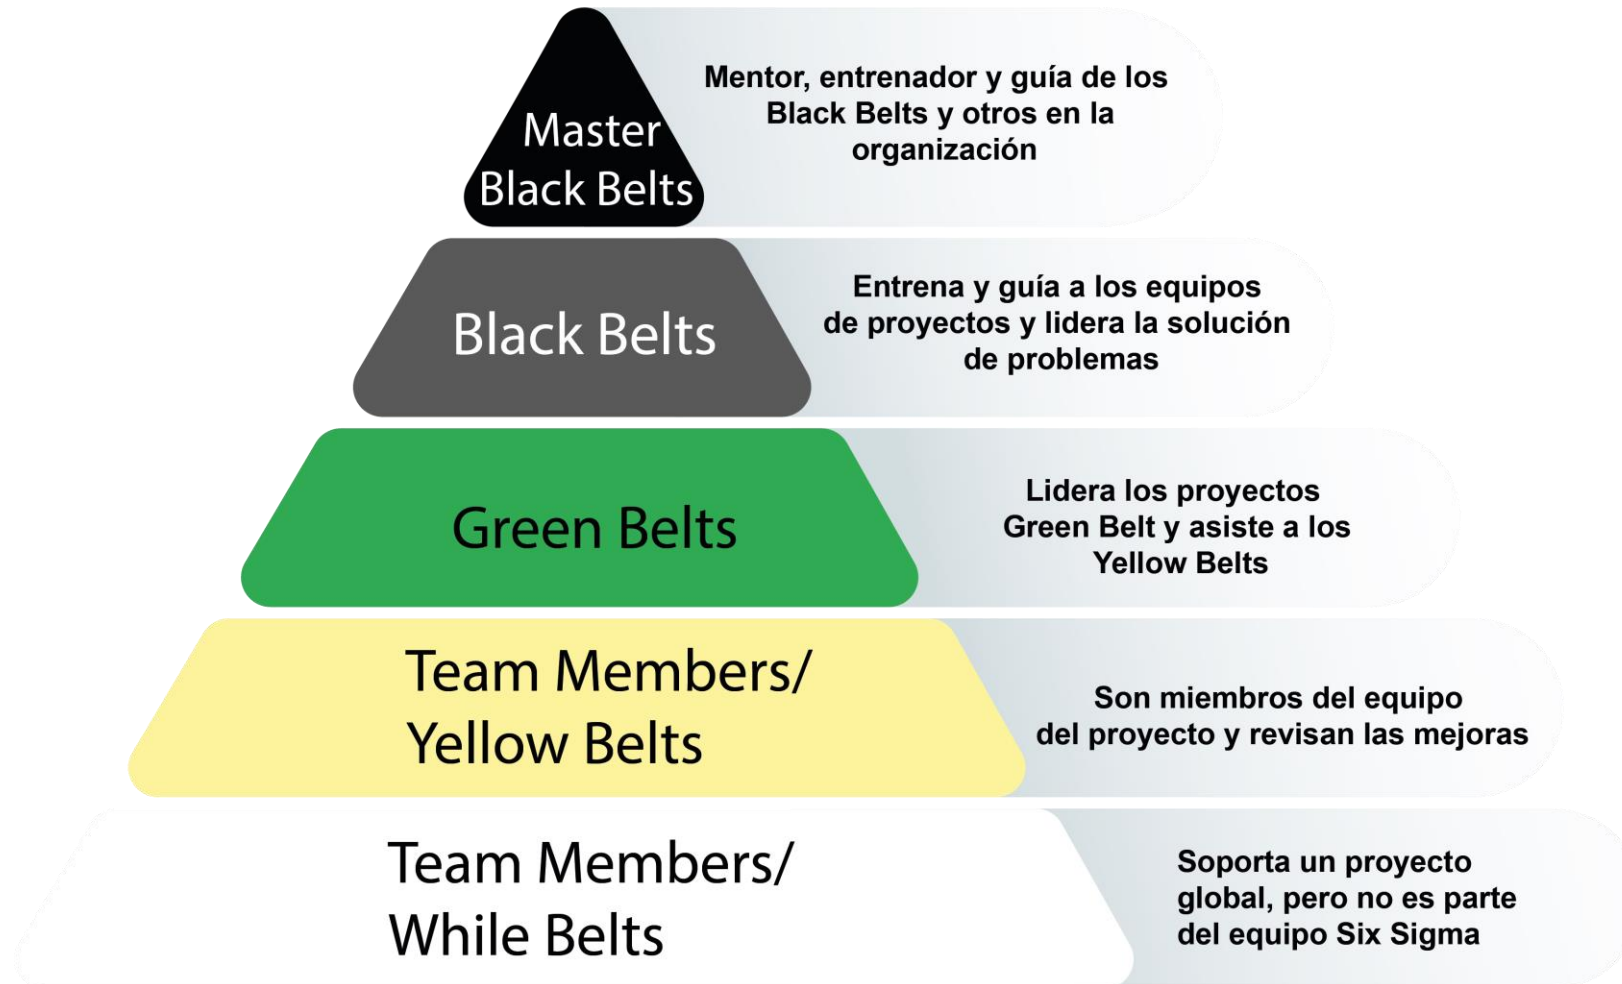 Master
Black Belts
Mentor, entrenador y guía de los
Black Belts y otros en la
organización
Black Belts
Entrena y guía a los equipos
de proyectos y lidera la solución
de problemas
Green Belts
Lidera los proyectos
Green Belt y asiste a los
Yellow Belts
Team Members/
Yellow Belts
Son miembros del equipo
del proyecto y revisan las mejoras
Team Members/
While Belts
Soporta un proyecto
global, pero no es parte
del equipo Six Sigma